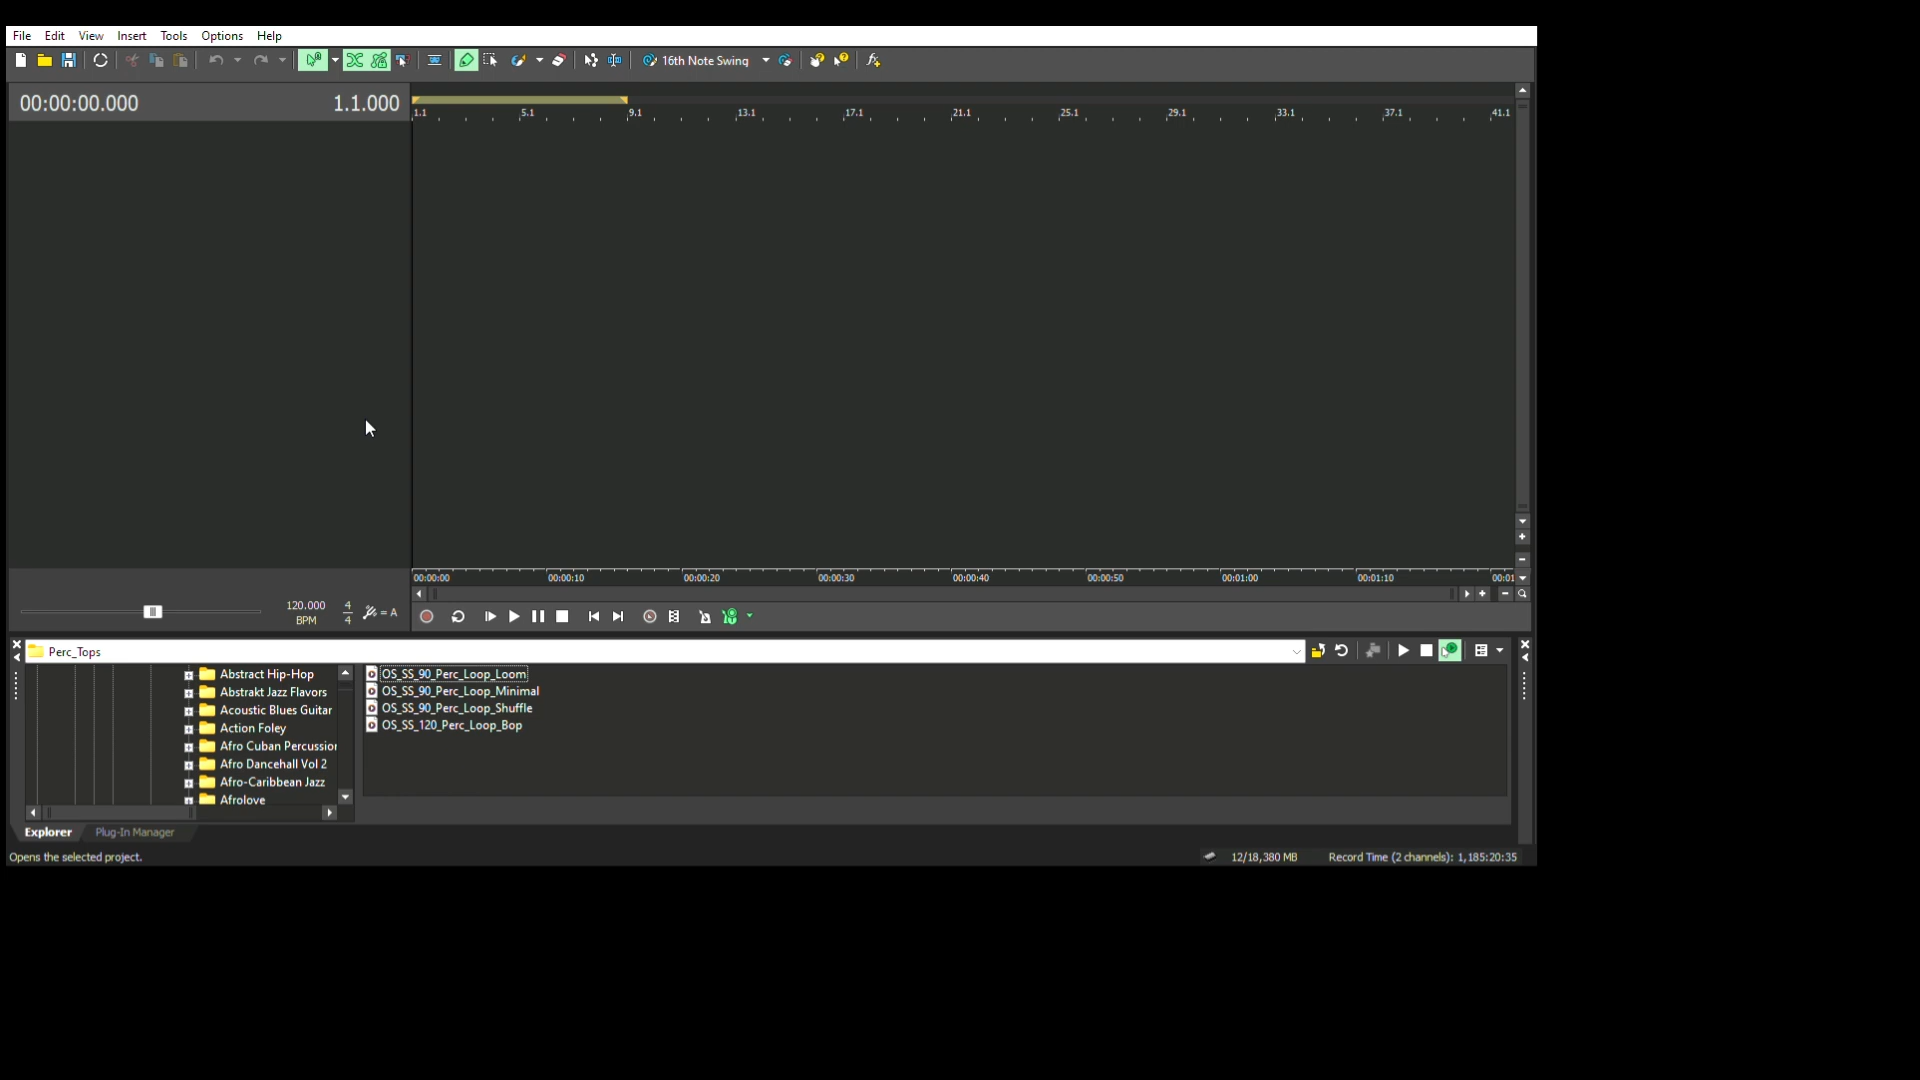 File Edit View Insert Tools Options Help
16th Note Swing
00:00:00.000 1.1.000
1.1 5.1 9.1 13.1 17.1 21.1 25.1 29.1 33.1 37.1 41.1
00:00:00 00:00:10 00:00:20 00:00:30 00:00:40 00:00:50 00:01:00 00:01:10 00:01
120.000
BPM
4
4
= A
Perc_Tops
Abstract Hip-Hop
Abstrakt Jazz Flavors
Acoustic Blues Guitar
Action Foley
Afro Cuban Percussion
Afro Dancehall Vol 2
Afro-Caribbean Jazz
Afrolove
OS_SS_90_Perc_Loop_Loom
OS_SS_90_Perc_Loop_Minimal
OS_SS_90_Perc_Loop_Shuffle
OS_SS_120_Perc_Loop_Bop
Explorer Plug-In Manager
Opens the selected project.
12/18,380 MB Record Time (2 channels): 1,185:20:35